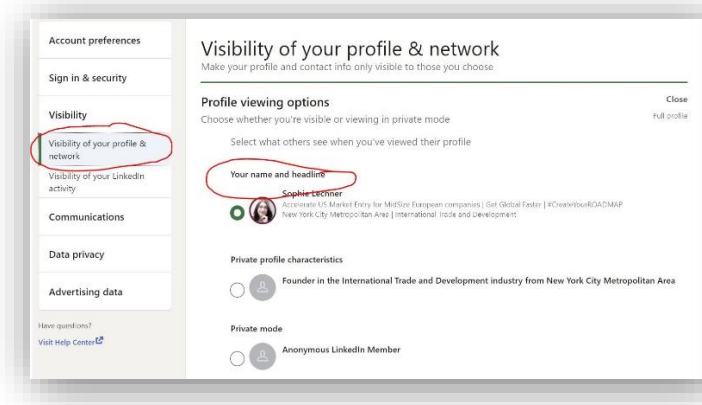 Account preferences
Sign in & security
Visibility
Visibility of your profile &
network
Visibility of your LinkedIn
activity
Communications
Data privacy
Advertising data
Have questions?
Visit Help Center
Visibility of your profile & network
Make your profile and contact info only visible to those you choose
Profile viewing options
Close
Choose whether you're visible or viewing in private mode
Full profile
Select what others see when you've viewed their profile
Your name and headline
Sophie Lechner
Accelerate US Market Entry for MidSize European companies | Get Global Faster | #CreateYourROADMAP
New York City Metropolitan Area | International Trade and Development
Private profile characteristics
Founder in the International Trade and Development industry from New York City Metropolitan Area
Private mode
Anonymous LinkedIn Member